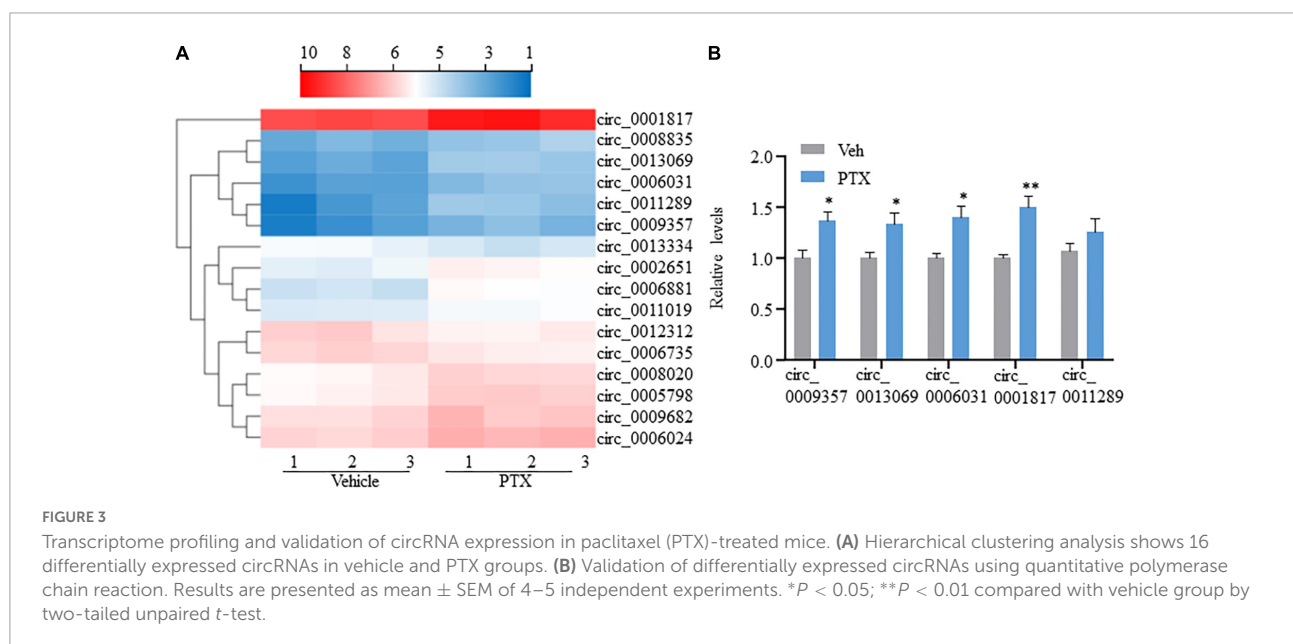 A
10 8 6 5 3 1
circ_0001817
circ_0008835
circ_0013069
circ_0006031
circ_0011289
circ_0009357
circ_0013334
circ_0002651
circ_0006881
circ_0011019
circ_0012312
circ_0006735
circ_0008020
circ_0005798
circ_0009682
circ_0006024
1 2 3 1 2 3
Vehicle PTX
B
Veh
PTX
Relative levels
2.0
1.5
1.0
0.5
0.0
* * * **
circ_ circ_ circ_ circ_ circ_
0009357 0013069 0006031 0001817 0011289
FIGURE 3
Transcriptome profiling and validation of circRNA expression in paclitaxel (PTX)-treated mice. (A) Hierarchical clustering analysis shows 16
differentially expressed circRNAs in vehicle and PTX groups. (B) Validation of differentially expressed circRNAs using quantitative polymerase
chain reaction. Results are presented as mean ± SEM of 4–5 independent experiments. *P < 0.05; **P < 0.01 compared with vehicle group by
two-tailed unpaired t-test.